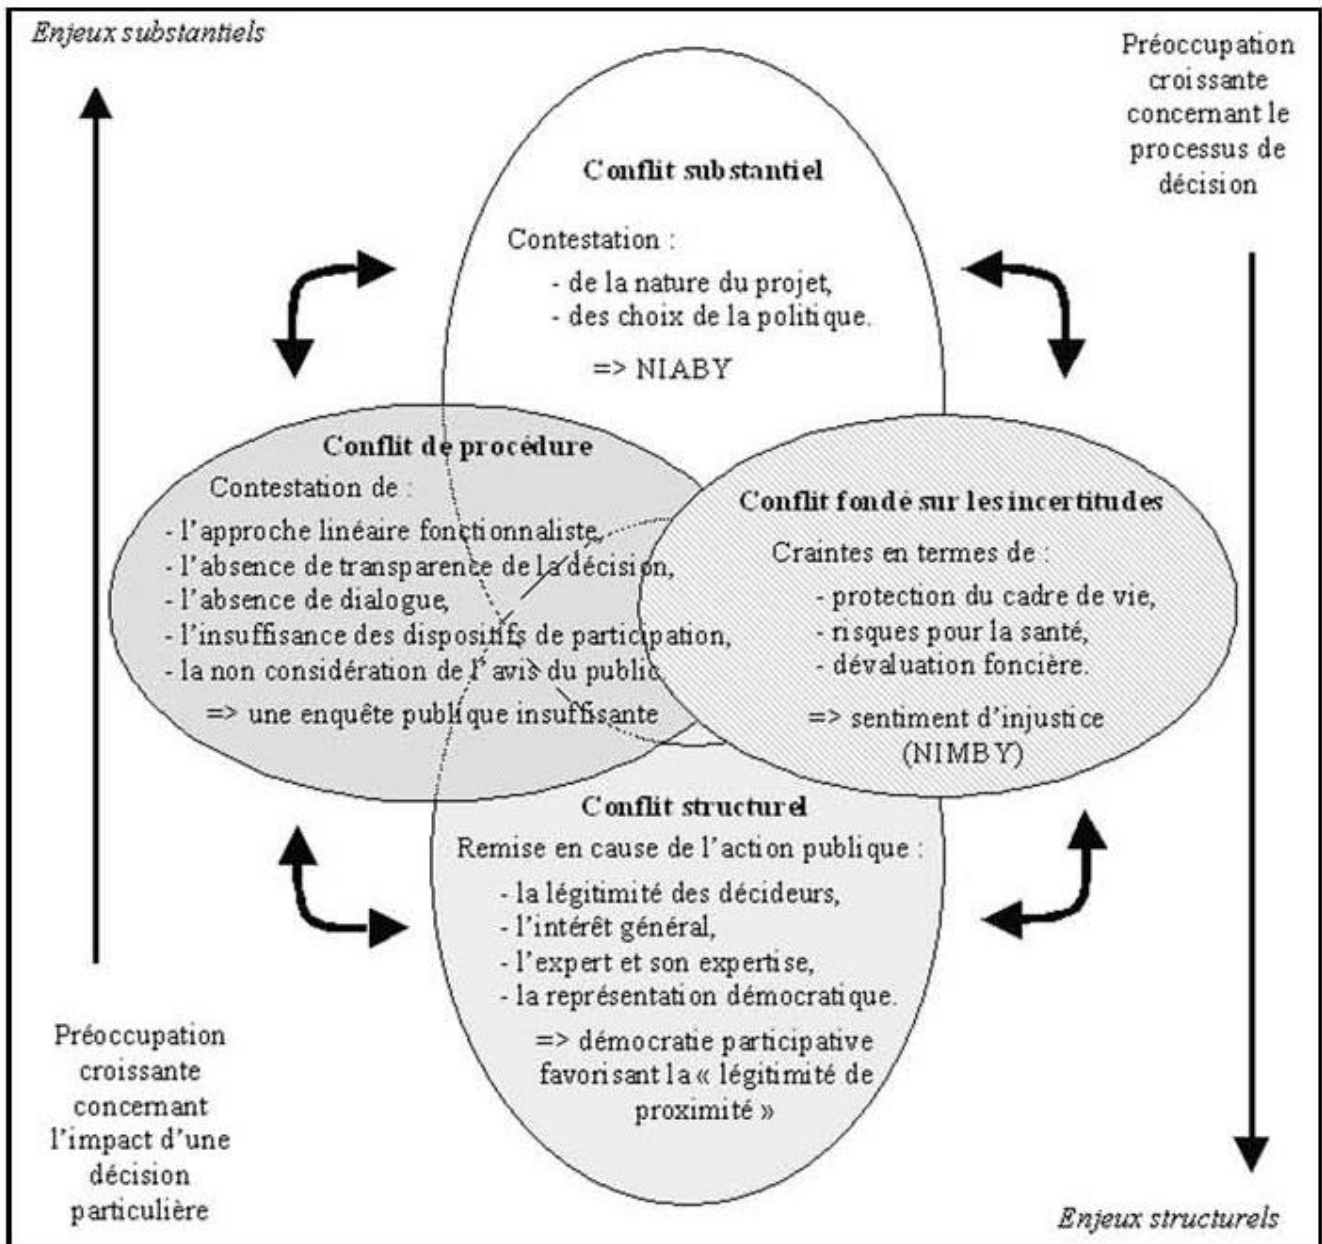 Enjeux substantiels
Préoccupation
croissante
concernant le
processus de
décision
Conflit substantiel
Contestation :
- de la nature du projet,
- des choix de la politique.
=> NIABY
Conflit de procédure
Contestation de :
- l'approche linéaire fonctionnaliste,
- l'absence de transparence de la décision,
- l'absence de dialogue,
- l'insuffisance des dispositifs de participation,
- la non considération de l'avis du public.
=> une enquête publique insuffisante
Conflit fondé sur les incertitudes
Craintes en termes de :
- protection du cadre de vie,
- risques pour la santé,
- dévaluation foncière.
=> sentiment d'injustice
(NIMBY)
Conflit structurel
Remise en cause de l'action publique :
- la légitimité des décideurs,
- l'intérêt général,
- l'expert et son expertise,
- la représentation démocratique.
=> démocratie participative
favorisant la « légitimité de
proximité »
Préoccupation
croissante
concernant
l'impact d'une
décision
particulière
Enjeux structurels